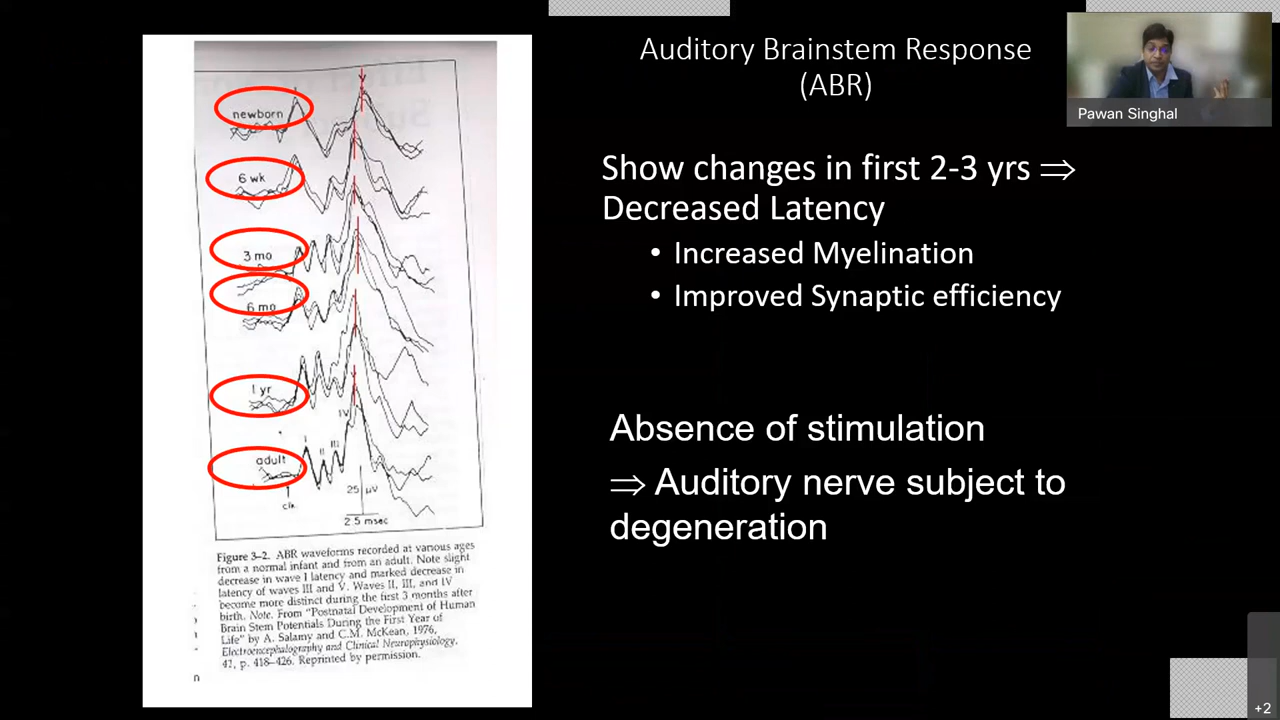 Auditory Brainstem Response
(ABR)
Pawan Singhal
Show changes in first 2-3 yrs ⇒
Decreased Latency
• Increased Myelination
• Improved Synaptic efficiency
Absence of stimulation
⇒ Auditory nerve subject to
degeneration
V
newborn
6 wk
3 mo
6 mo
1 yr
IV
I
II
III
adult
25 µV
clk
2.5 msec
Figure 3–2. ABR waveforms recorded at various ages
from a normal infant and from an adult. Note slight
decrease in wave I latency and marked decrease in
latency of waves III and V. Waves II, III, and IV
become more distinct during the first 3 months after
birth. Note. From "Postnatal Development of Human
Brain Stem Potentials During the First Year of
Life" by A. Salamy and C.M. McKean, 1976,
Electroencephalography and Clinical Neurophysiology,
p. 418–426. Reprinted by permission.
n
+2